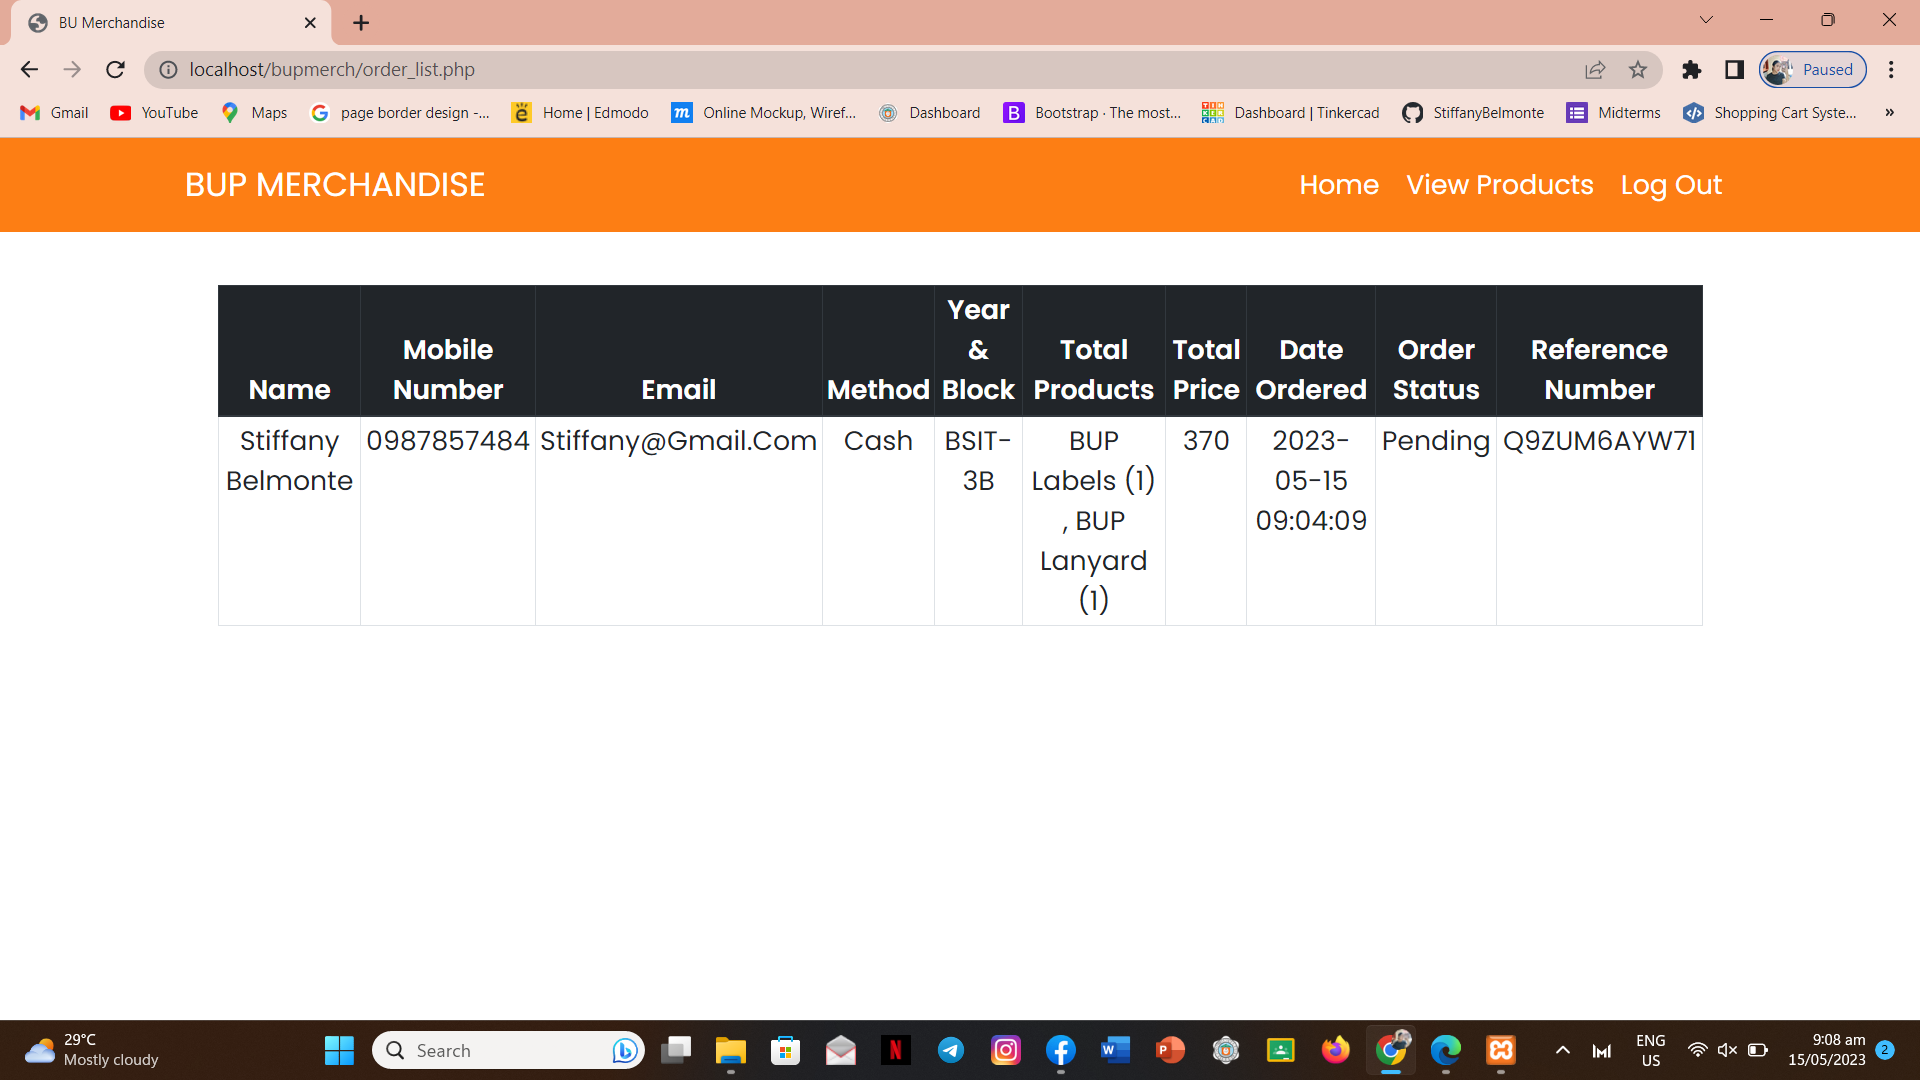 BU Merchandise
localhost/bupmerch/order_list.php
Paused
Gmail
YouTube
Maps
page border design -...
Home | Edmodo
Online Mockup, Wiref...
Dashboard
Bootstrap · The most...
Dashboard | Tinkercad
StiffanyBelmonte
Midterms
Shopping Cart Syste...
»
BUP MERCHANDISE
Home
View Products
Log Out
Name
Mobile
Number
Email
Method
Year
&
Block
Total
Products
Total
Price
Date
Ordered
Order
Status
Reference
Number
Stiffany
Belmonte
0987857484
Stiffany@Gmail.Com
Cash
BSIT-
3B
BUP
Labels (1)
, BUP
Lanyard
(1)
370
2023-
05-15
09:04:09
Pending
Q9ZUM6AYW71
29°C
Mostly cloudy
Search
ENG
US
9:08 am
15/05/2023
2